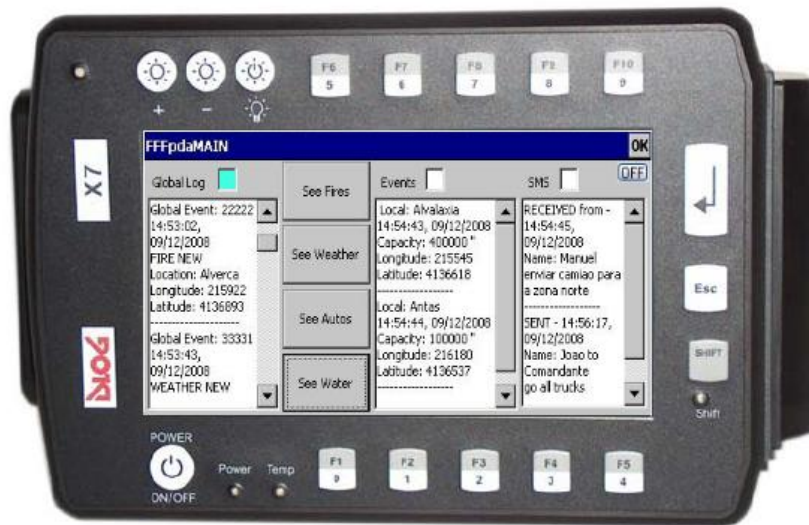 F6
5
F7
6
F8
7
F9
8
F10
9
+
-
X7
FFFpdaMAIN
OK
Global Log
See Fires
Events
SMS
OFF
Global Event: 22222
14:53:02,
09/12/2008
FIRE NEW
Location: Alverca
Longitude: 215922
Latitude: 4136893
--------------------
Global Event: 33331
14:53:43,
09/12/2008
WEATHER NEW
See Weather
See Autos
See Water
Local: Alvalaxia
14:54:43, 09/12/2008
Capacity: 400000 "
Longitude: 215545
Latitude: 4136618
-----------------
Local: Antas
14:54:44, 09/12/2008
Capacity: 100000 "
Longitude: 216180
Latitude: 4136537
-----------------
RECEIVED from -
14:54:45,
09/12/2008
Name: Manuel
enviar camiao para
a zona norte
-----------------
SENT - 14:56:17,
09/12/2008
Name: Joao to
Comandante
go all trucks
Esc
SHIFT
Shift
POWER
ON/OFF
Power
Temp
F1
0
F2
1
F3
2
F4
3
F5
4